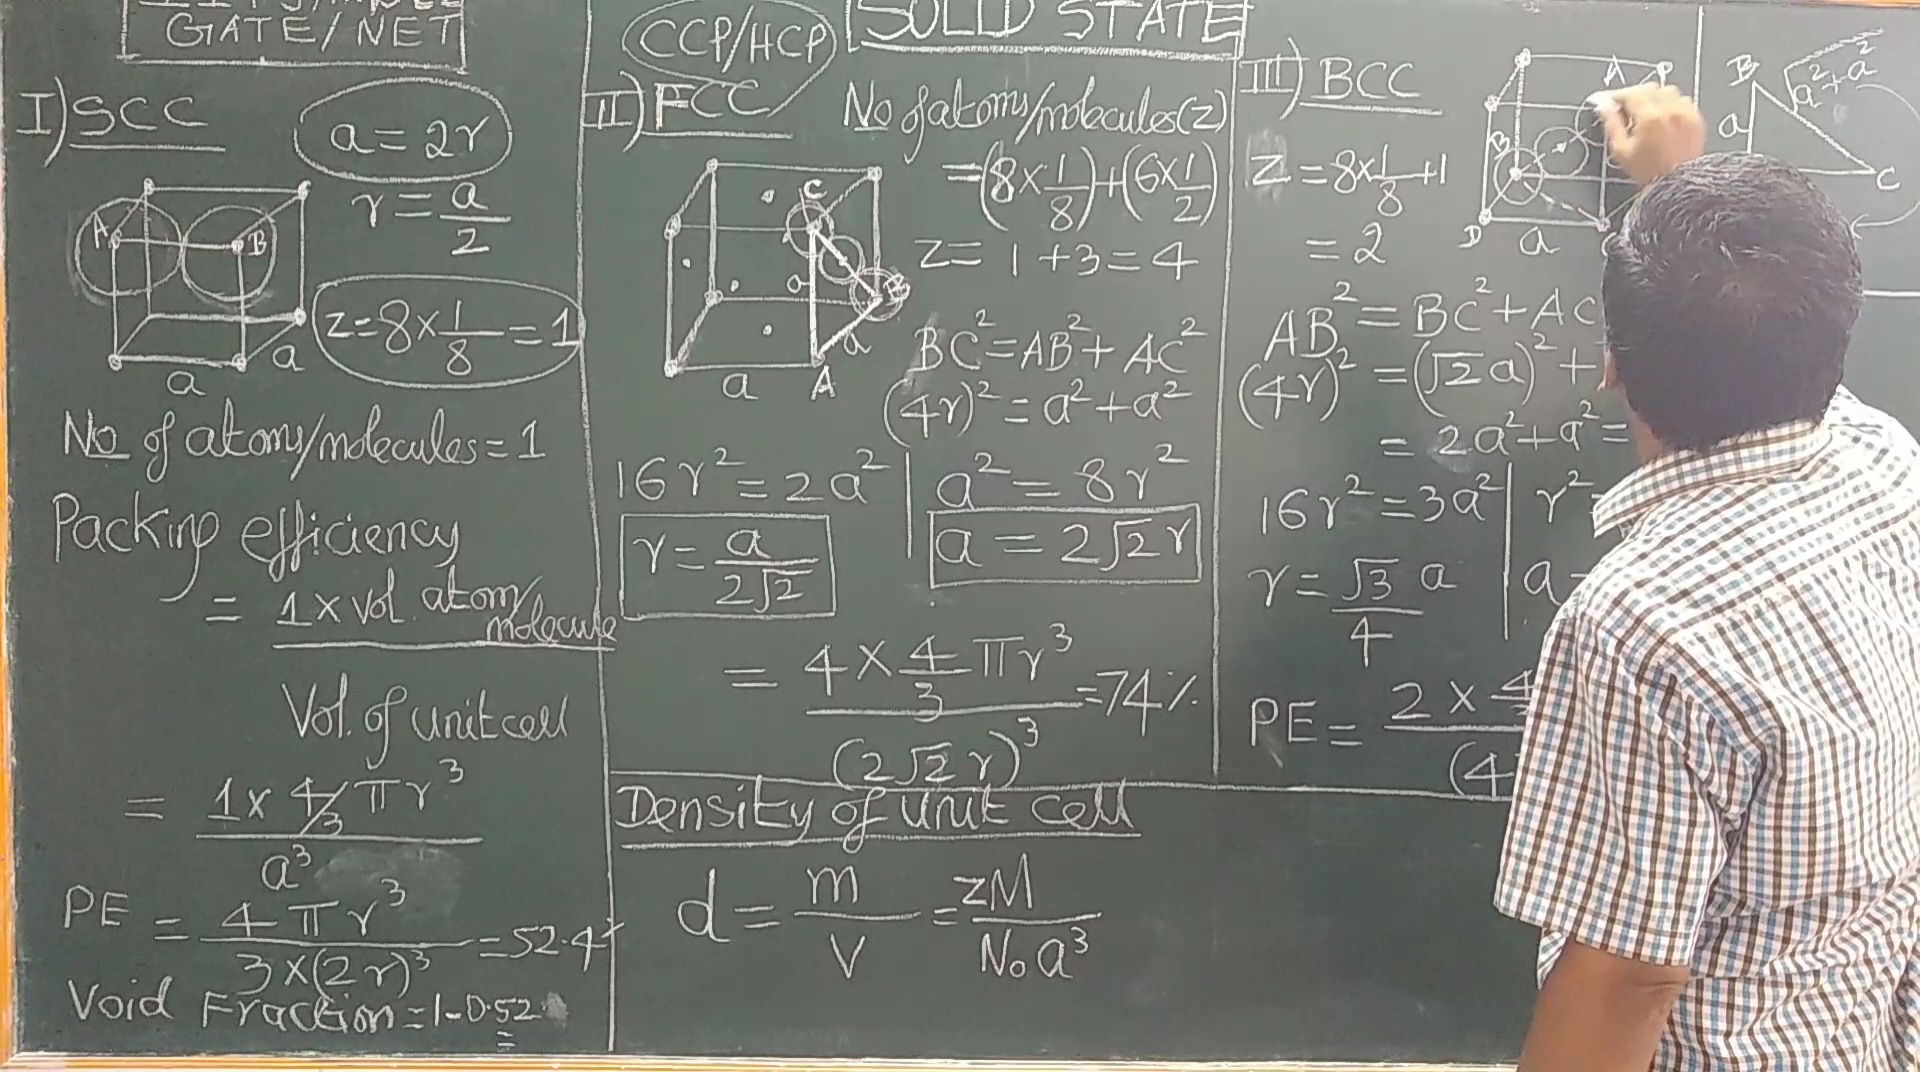 GATE/NET
I) SCC
a = 2r
r = a/2
A
B
z = 8 × 1/8 = 1
a
a
No of atoms/molecules = 1
Packing efficiency
= 1 × vol. atom/molecule
Vol. of unit cell
= 1 × 4/3 πr³
a³
PE = 4πr³ / 3×(2r)³ = 52.4
Void Fraction = 1 - 0.52
SOLID STATE
CCP/HCP
II) FCC
No of atoms/molecules (z)
= (8 × 1/8) + (6 × 1/2)
z = 1 + 3 = 4
C
a
B
a
a
A
BC² = AB² + AC²
(4r)² = a² + a²
16r² = 2a²
r = a / 2√2
a² = 8r²
a = 2√2 r
= 4 × 4/3 πr³ / (2√2 r)³ = 74%
Density of unit cell
d = m/V = zM / N₀a³
III) BCC
A
P
B
D
a
z = 8 × 1/8 + 1
= 2
B
√a²+a²
a
C
AB² = BC² + AC
(4r)² = (√2 a)² +
= 2a² + a² =
16r² = 3a²
r² =
r = √3/4 a
a
PE = 2 × 4
(4